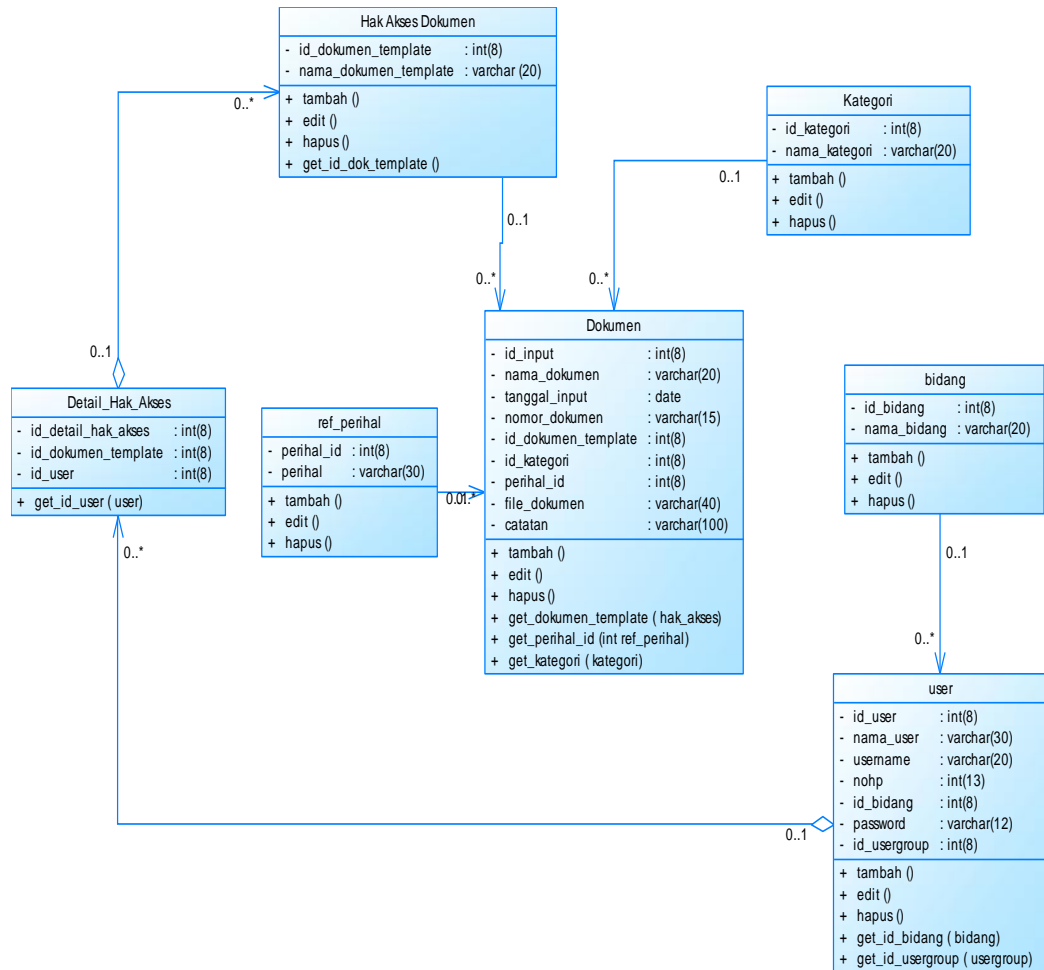 Hak Akses Dokumen
- id_dokumen_template : int(8)
- nama_dokumen_template : varchar (20)
+ tambah ()
+ edit ()
+ hapus ()
+ get_id_dok_template ()
0..*
0..1
0..*
Kategori
- id_kategori : int(8)
- nama_kategori : varchar(20)
+ tambah ()
+ edit ()
+ hapus ()
0..1
0..*
0..1
Detail_Hak_Akses
- id_detail_hak_akses : int(8)
- id_dokumen_template : int(8)
- id_user : int(8)
+ get_id_user ( user)
0..*
ref_perihal
- perihal_id : int(8)
- perihal : varchar(30)
+ tambah ()
+ edit ()
+ hapus ()
Dokumen
- id_input : int(8)
- nama_dokumen : varchar(20)
- tanggal_input : date
- nomor_dokumen : varchar(15)
- id_dokumen_template : int(8)
- id_kategori : int(8)
- perihal_id : int(8)
- file_dokumen : varchar(40)
- catatan : varchar(100)
+ tambah ()
+ edit ()
+ hapus ()
+ get_dokumen_template ( hak_akses)
+ get_perihal_id (int ref_perihal)
+ get_kategori ( kategori)
bidang
- id_bidang : int(8)
- nama_bidang : varchar(20)
+ tambah ()
+ edit ()
+ hapus ()
0..1
0..*
user
- id_user : int(8)
- nama_user : varchar(30)
- username : varchar(20)
- nohp : int(13)
- id_bidang : int(8)
- password : varchar(12)
- id_usergroup : int(8)
+ tambah ()
+ edit ()
+ hapus ()
+ get_id_bidang ( bidang)
+ get_id_usergroup ( usergroup)
0..1